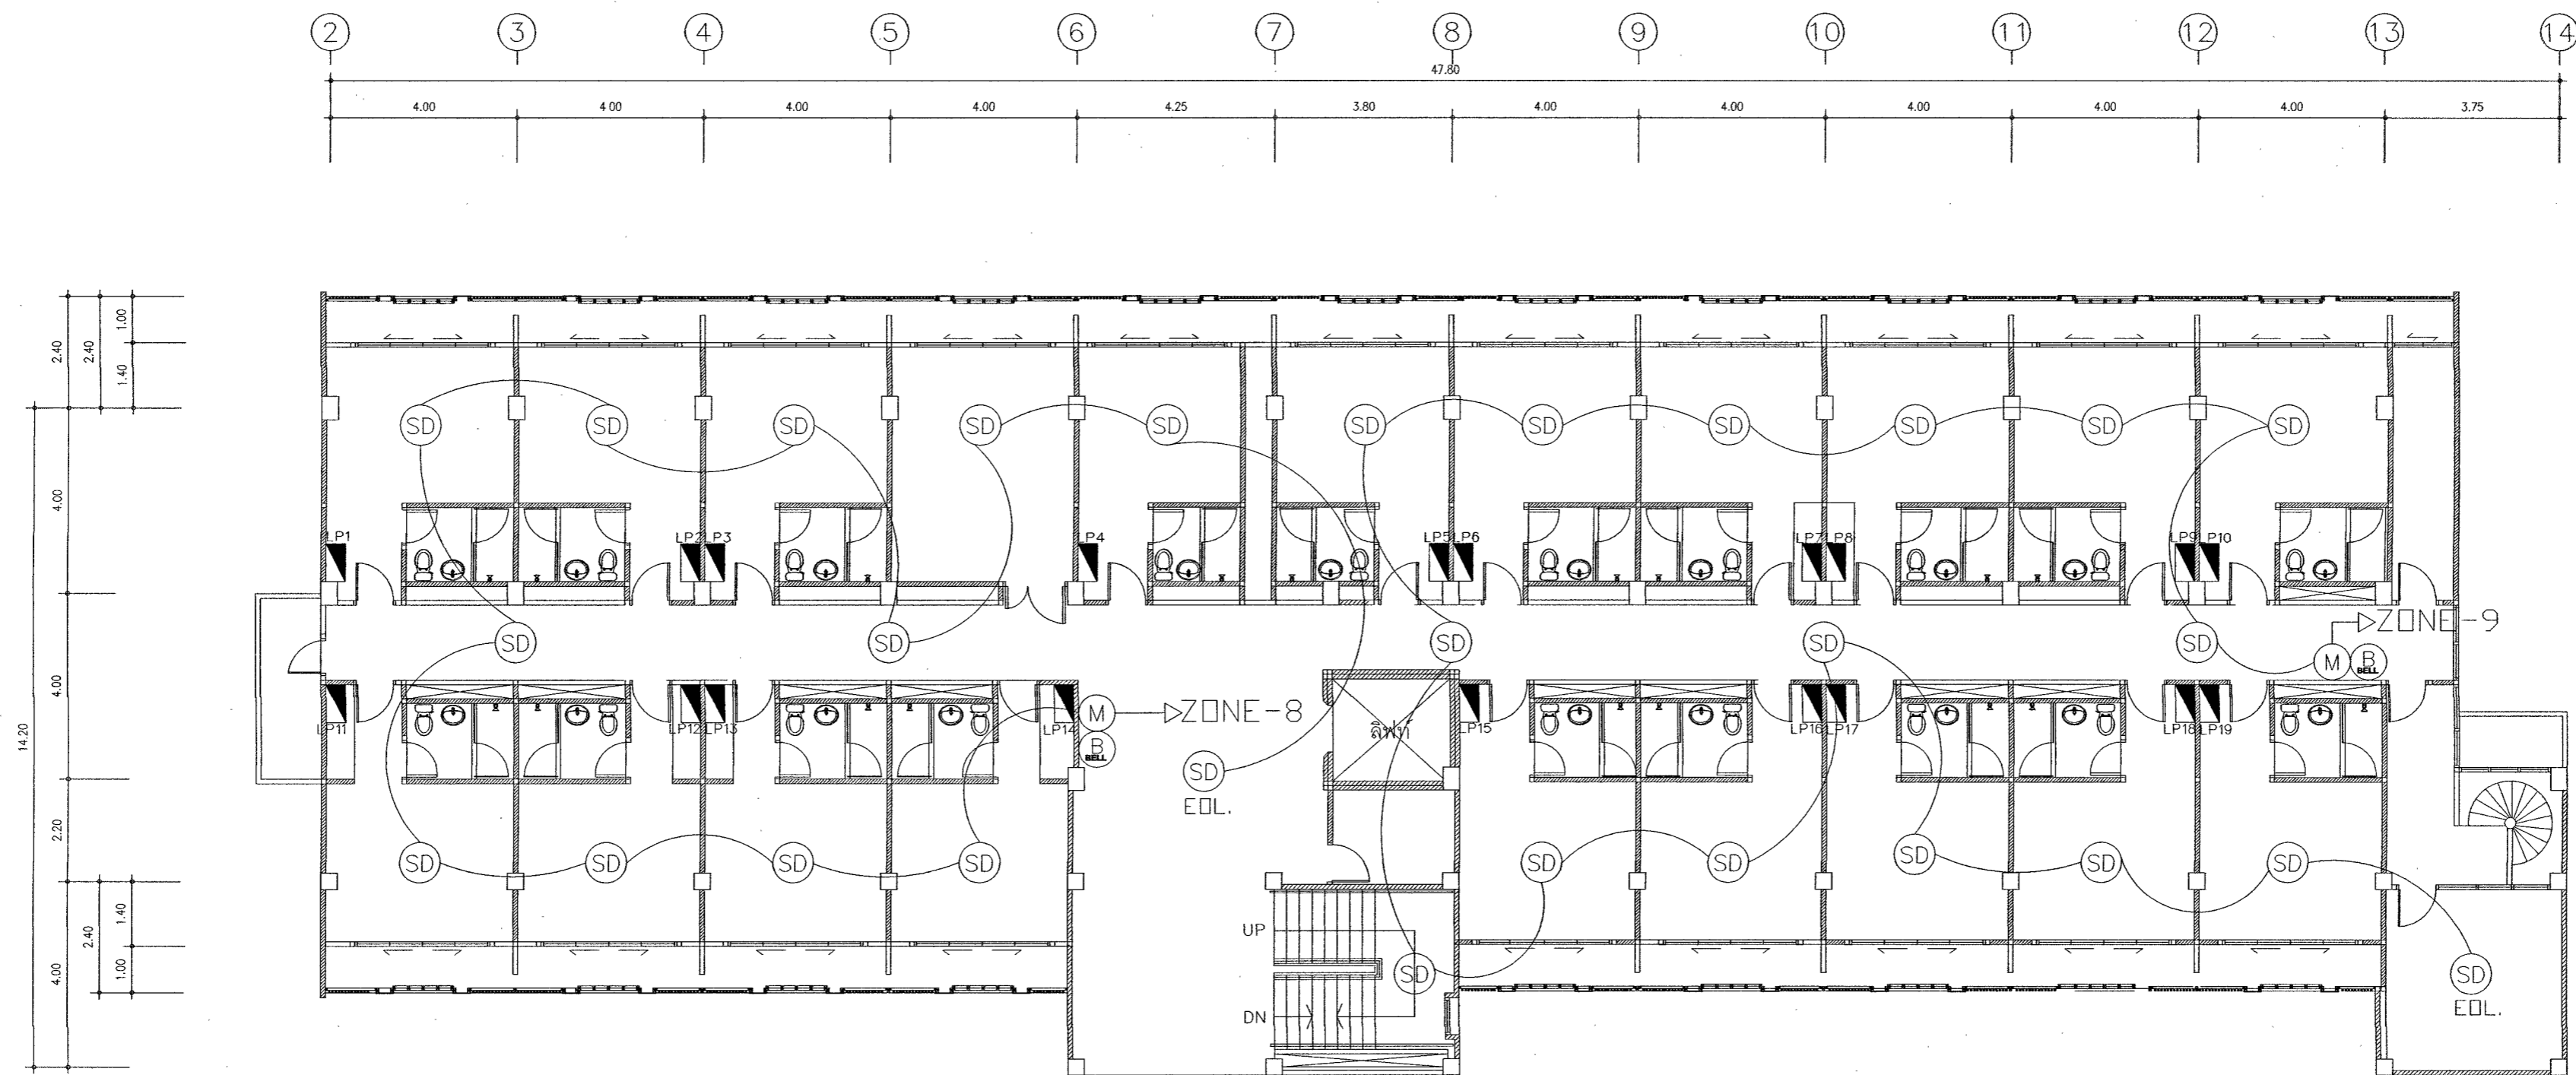 2 3 4 5 6 7 8 9 10 11 12 13 14
47.80
4.00 4 00 4.00 4.00 4.25 3.80 4.00 4.00 4.00 4.00 4.00 3.75
1.00
2.40 2.40
1.40
SD SD SD SD SD SD SD SD SD SD SD
4.00
LP1 LP2 LP3 LP4 LP5 LP6 LP7 LP8 LP9 LP10
ZONE-9
SD SD SD SD SD
M B
BELL
4.00
M ZONE-8
LP11 LP12 LP13 LP14 LP15 LP16 LP17 LP18 LP19
ลิฟท์
14.20
B
BELL
SD
EOL.
2.20
SD SD SD SD SD SD SD SD SD
1.40
2.40
UP
4.00
1.00
SD SD
EOL.
DN